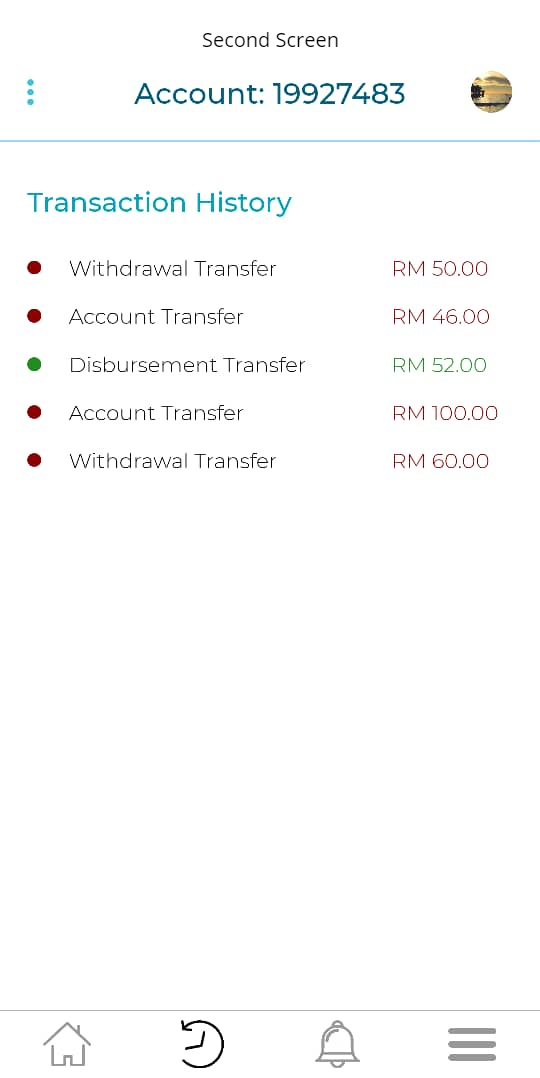 Second Screen
Account: 19927483
Transaction History
Withdrawal Transfer RM 50.00
Account Transfer RM 46.00
Disbursement Transfer RM 52.00
Account Transfer RM 100.00
Withdrawal Transfer RM 60.00